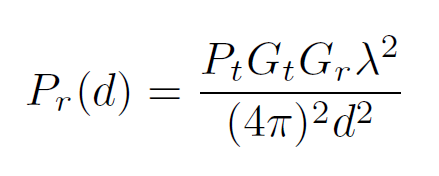 P_r(d) = \frac{P_t G_t G_r \lambda^2}{(4\pi)^2 d^2}